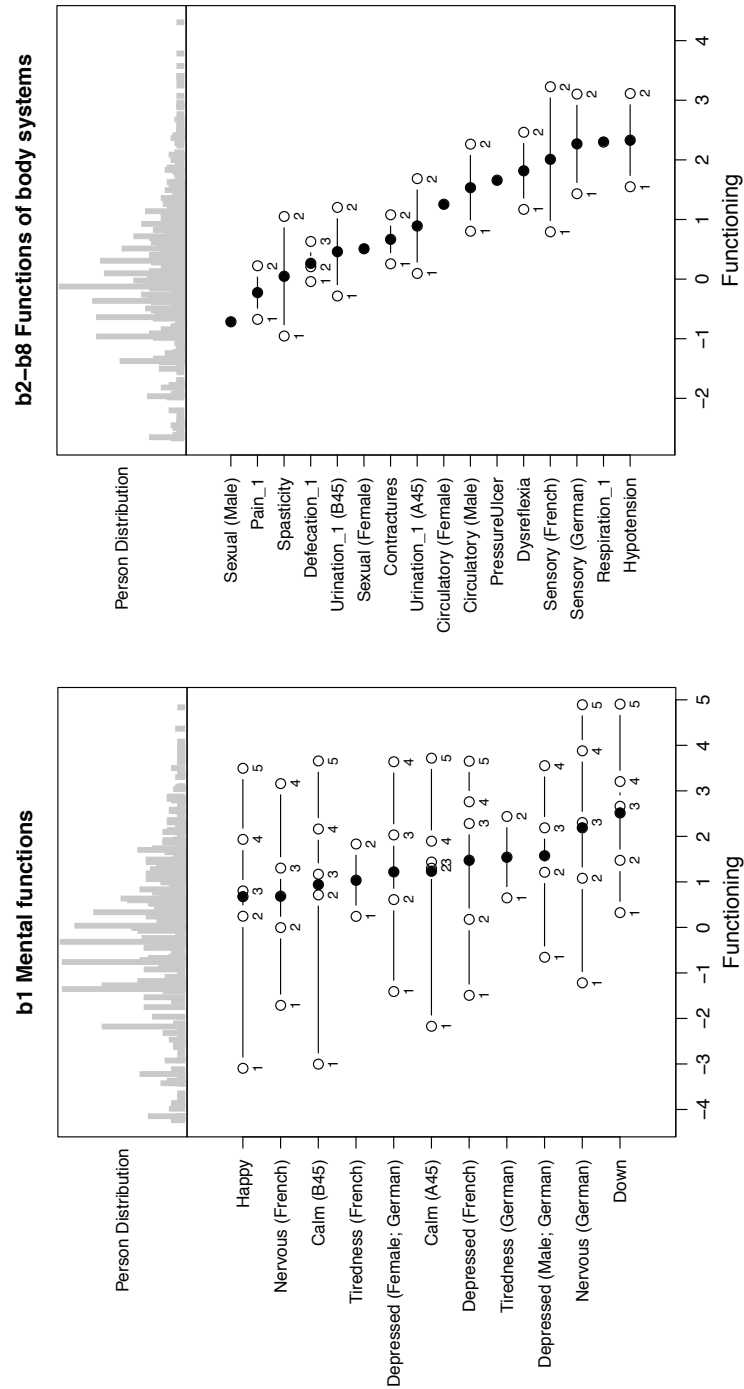 b1 Mental functions
Person Distribution
Happy
1 2 3 4 5
Nervous (French)
1 2 3 4
Calm (B45)
1 2 3 4 5
Tiredness (French)
1 2
Depressed (Female; German)
1 2 3 4
Calm (A45)
1 2 3 4 5
Depressed (French)
1 2 3 4 5
Tiredness (German)
1 2
Depressed (Male; German)
1 2 3 4
Nervous (German)
1 2 3 4 5
Down
1 2 3 4 5
−4 −3 −2 −1 0 1 2 3 4 5
Functioning
b2−b8 Functions of body systems
Person Distribution
Sexual (Male)
Pain_1
1 2
Spasticity
1 2
Defecation_1
1 2 3
Urination_1 (B45)
1 2
Sexual (Female)
Contractures
1 2
Urination_1 (A45)
1 2
Circulatory (Female)
Circulatory (Male)
1 2
PressureUlcer
Dysreflexia
1 2
Sensory (French)
1 2
Sensory (German)
1 2
Respiration_1
Hypotension
1 2
−2 −1 0 1 2 3 4
Functioning